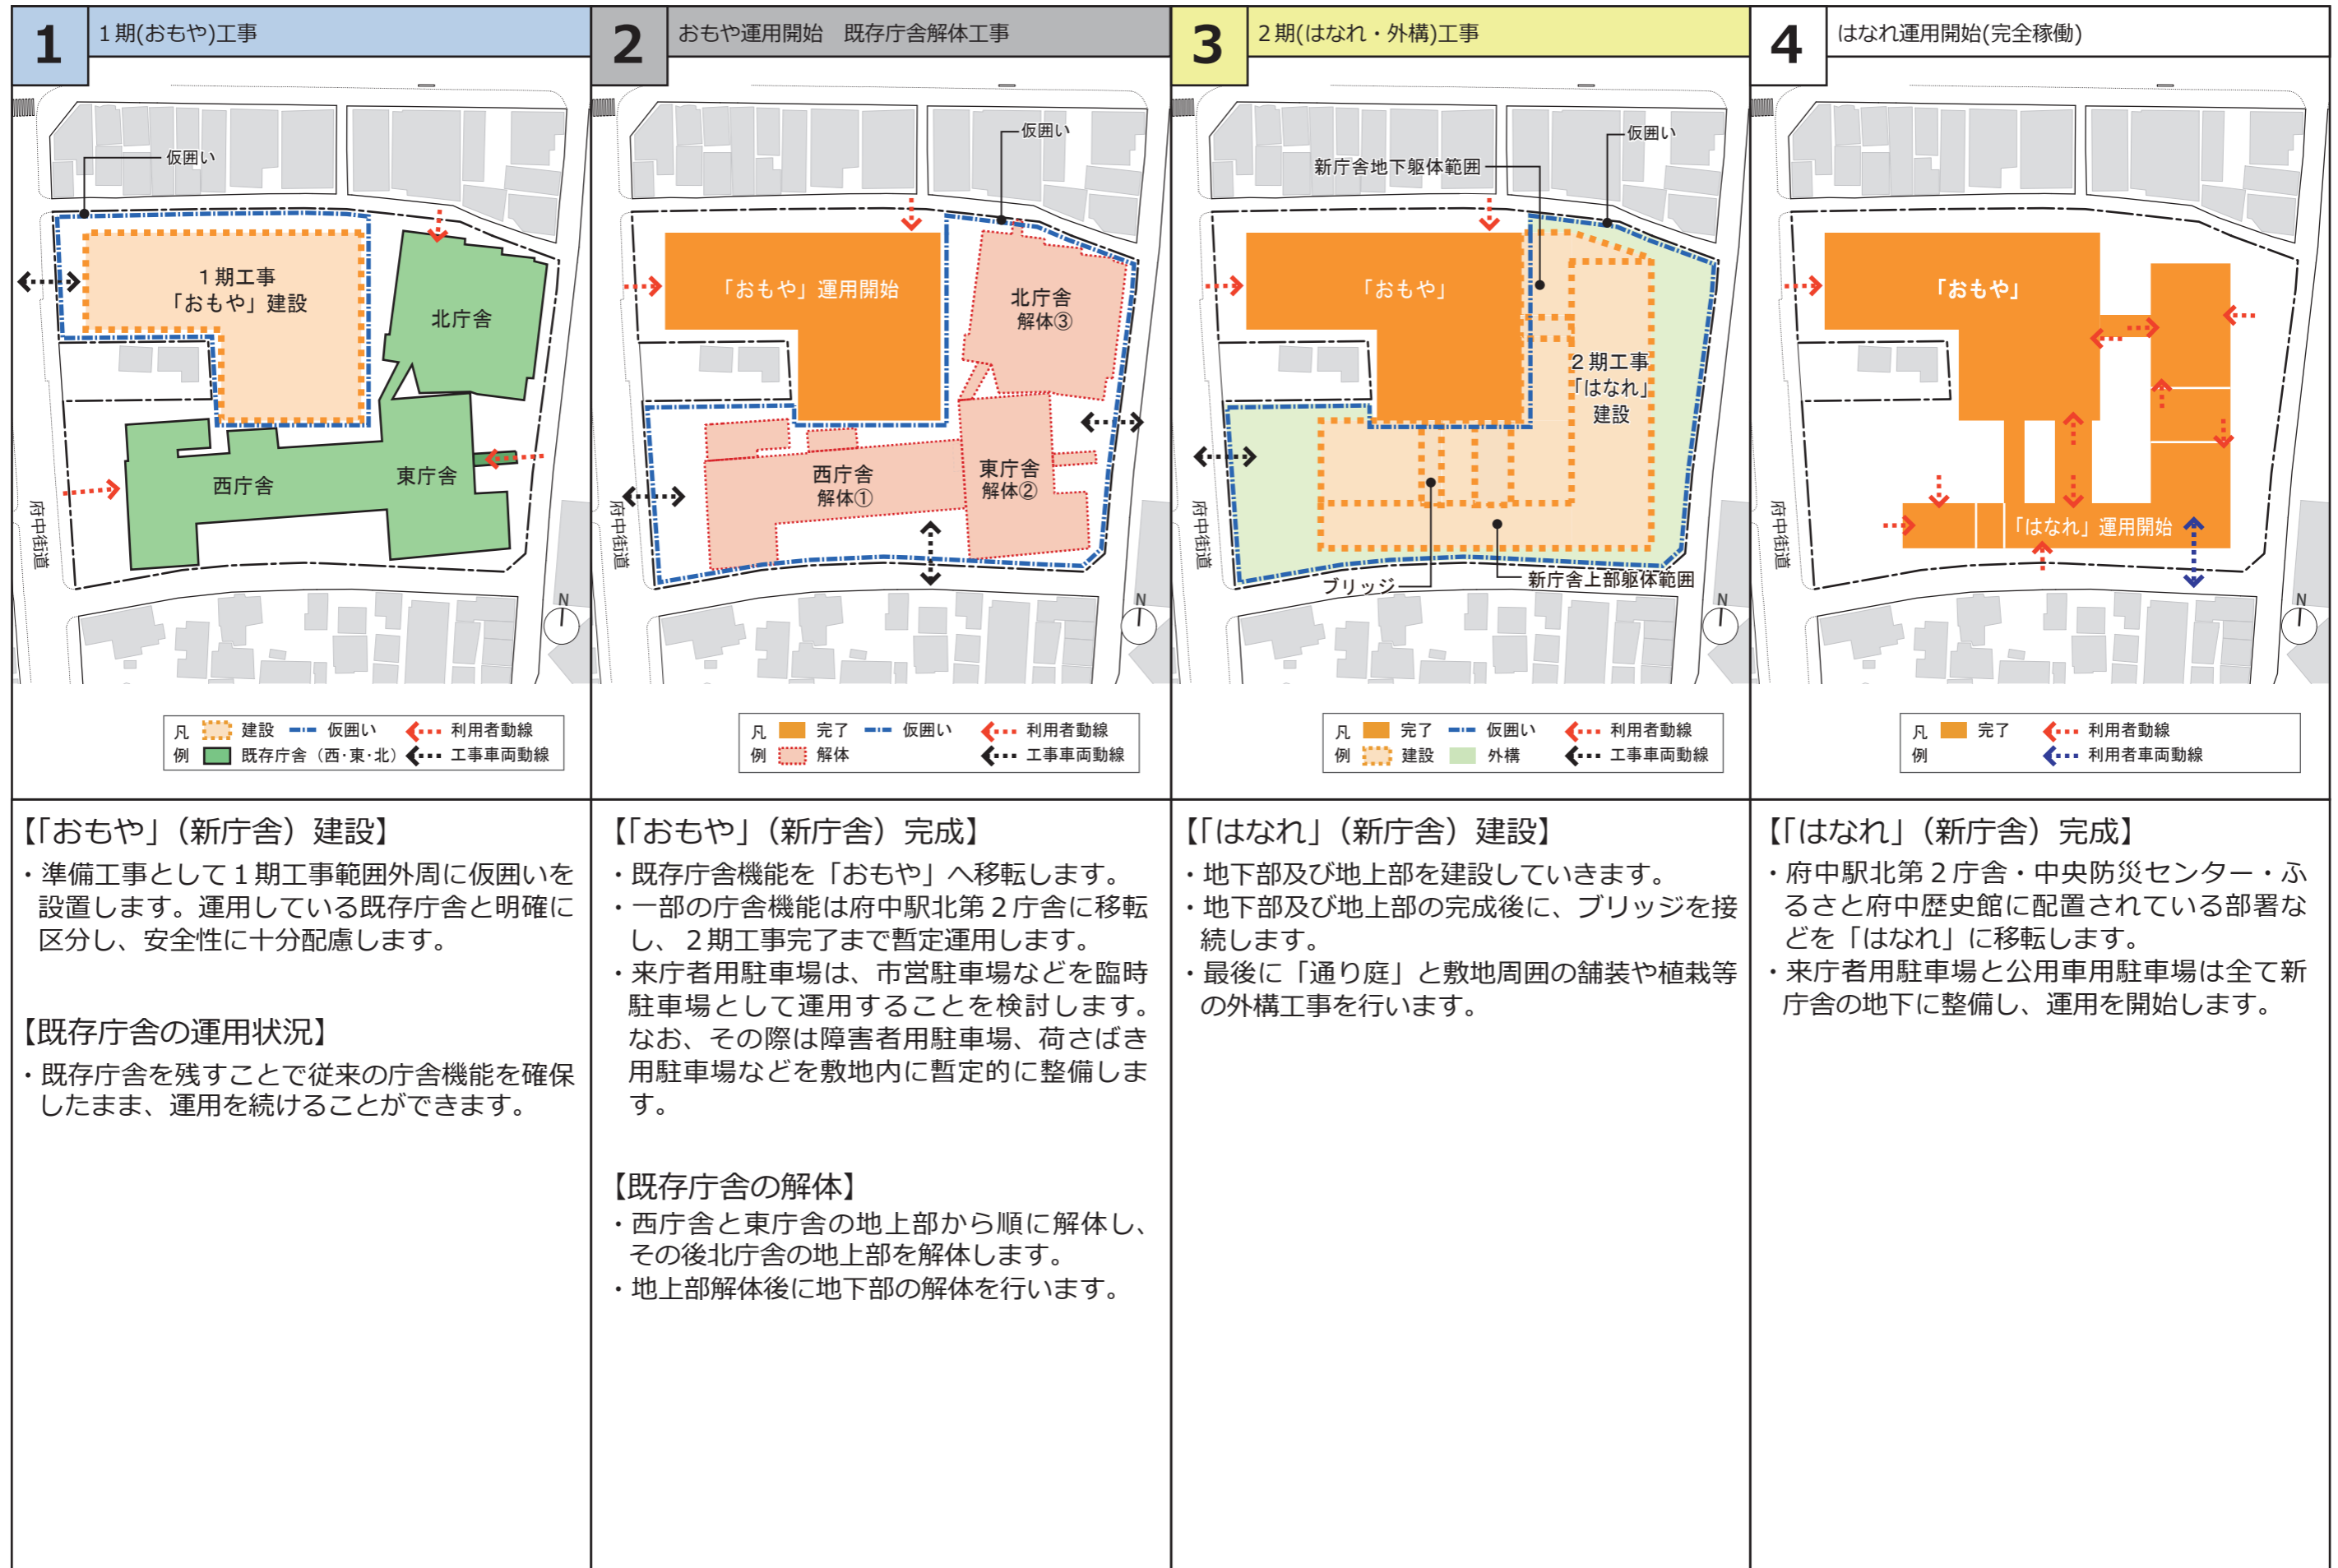 1
1期(おもや)工事
仮囲い
1期工事
「おもや」建設
北庁舎
西庁舎
東庁舎
府中街道
N
凡例
建設
仮囲い
利用者動線
既存庁舎（西・東・北）
工事車両動線
【「おもや」（新庁舎）建設】
・準備工事として１期工事範囲外周に仮囲いを
設置します。運用している既存庁舎と明確に
区分し、安全性に十分配慮します。
【既存庁舎の運用状況】
・既存庁舎を残すことで従来の庁舎機能を確保
したまま、運用を続けることができます。
2
おもや運用開始　既存庁舎解体工事
仮囲い
「おもや」運用開始
北庁舎
解体③
西庁舎
解体①
東庁舎
解体②
府中街道
N
凡例
完了
仮囲い
利用者動線
解体
工事車両動線
【「おもや」（新庁舎）完成】
・既存庁舎機能を「おもや」へ移転します。
・一部の庁舎機能は府中駅北第２庁舎に移転
し、２期工事完了まで暫定運用します。
・来庁者用駐車場は、市営駐車場などを臨時
駐車場として運用することを検討します。
なお、その際は障害者用駐車場、荷さばき
用駐車場などを敷地内に暫定的に整備しま
す。
【既存庁舎の解体】
・西庁舎と東庁舎の地上部から順に解体し、
その後北庁舎の地上部を解体します。
・地上部解体後に地下部の解体を行います。
3
2期(はなれ・外構)工事
仮囲い
新庁舎地下躯体範囲
「おもや」
2期工事
「はなれ」
建設
ブリッジ
新庁舎上部躯体範囲
府中街道
N
凡例
完了
仮囲い
利用者動線
建設
外構
工事車両動線
【「はなれ」（新庁舎）建設】
・地下部及び地上部を建設していきます。
・地下部及び地上部の完成後に、ブリッジを接
続します。
・最後に「通り庭」と敷地周囲の舗装や植栽等
の外構工事を行います。
4
はなれ運用開始(完全稼働)
「おもや」
「はなれ」運用開始
府中街道
N
凡例
完了
利用者動線
利用者車両動線
【「はなれ」（新庁舎）完成】
・府中駅北第２庁舎・中央防災センター・ふ
るさと府中歴史館に配置されている部署な
どを「はなれ」に移転します。
・来庁者用駐車場と公用車用駐車場は全て新
庁舎の地下に整備し、運用を開始します。